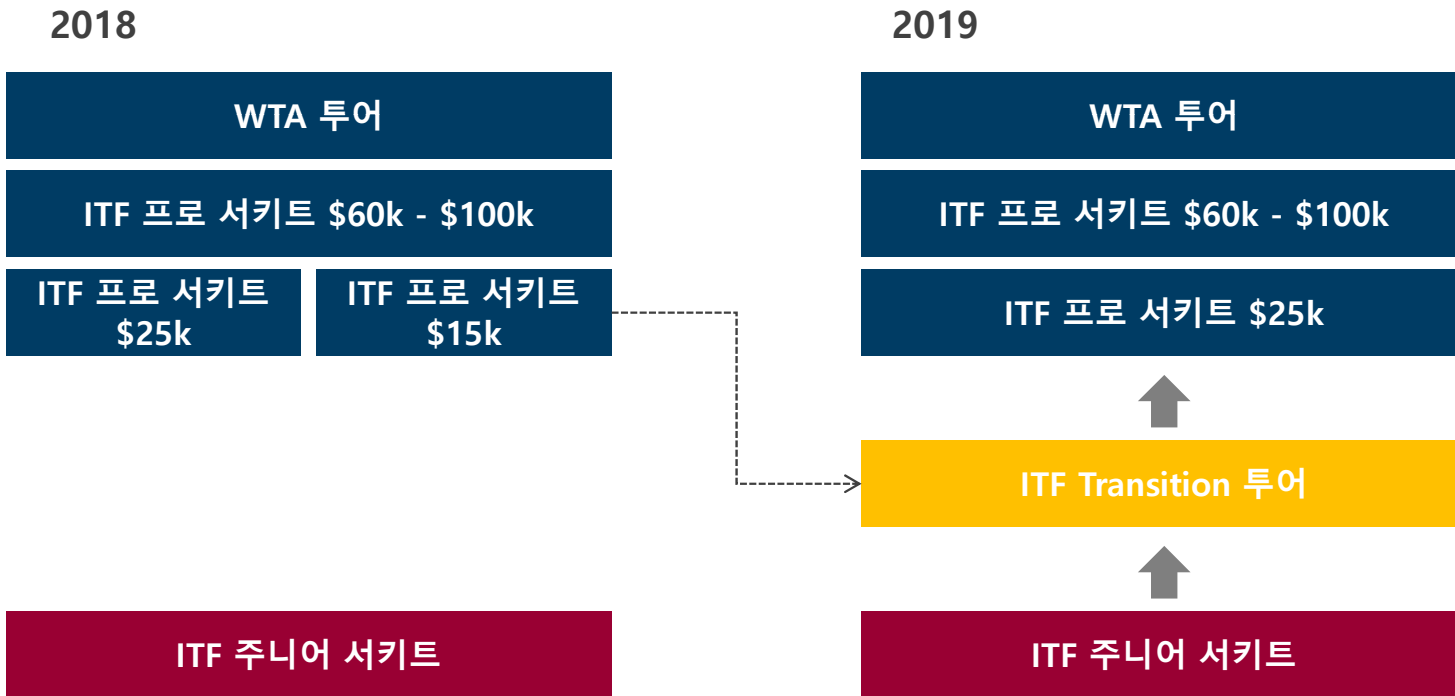 2018
WTA 투어
ITF 프로 서키트 $60k - $100k
ITF 프로 서키트
$25k
ITF 프로 서키트
$15k
ITF 주니어 서키트
2019
WTA 투어
ITF 프로 서키트 $60k - $100k
ITF 프로 서키트 $25k
ITF Transition 투어
ITF 주니어 서키트